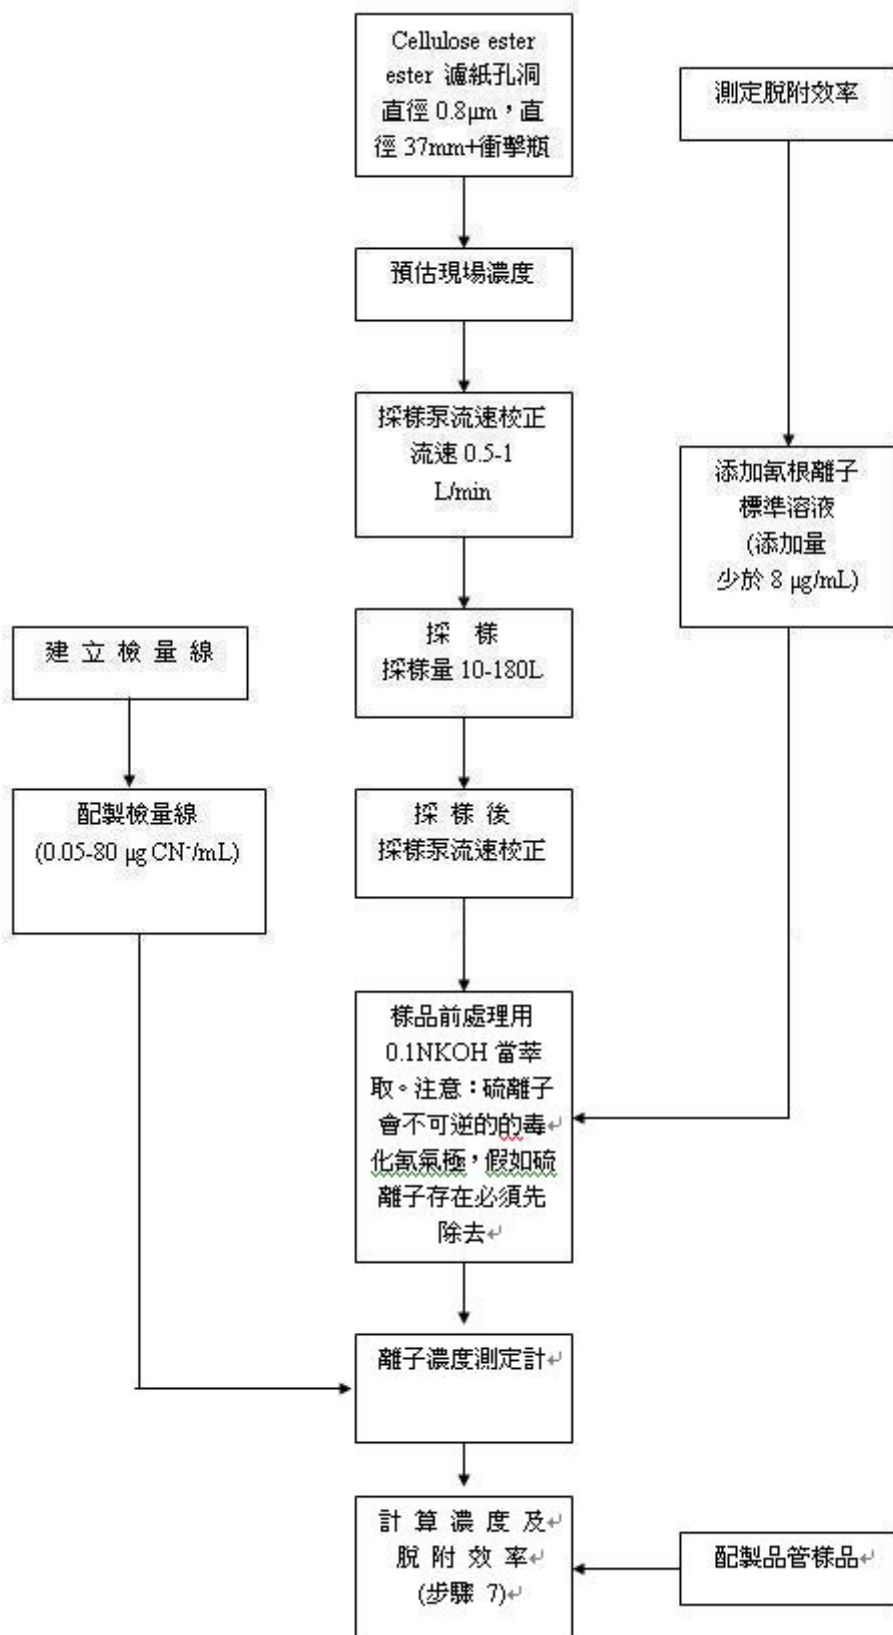 Cellulose ester
ester 濾紙孔洞
直徑 0.8μm，直
徑 37mm+衝擊瓶
測定脫附效率
預估現場濃度
採樣泵流速校正
流速 0.5-1
L/min
添加氰根離子
標準溶液
(添加量
少於 8 μg/mL)
採 樣
採樣量 10-180L
建 立 檢 量 線
配製檢量線
(0.05-80 μg CN⁻/mL)
採 樣 後
採樣泵流速校正
樣品前處理用
0.1NKOH 當萃
取。注意：硫離子
會不可逆的的毒↵
化氰氣極，假如硫
離子存在必須先
除去↵
離子濃度測定計↵
計 算 濃 度 及↵
脫 附 效 率↵
(步驟 7)↵
配製品管樣品↵